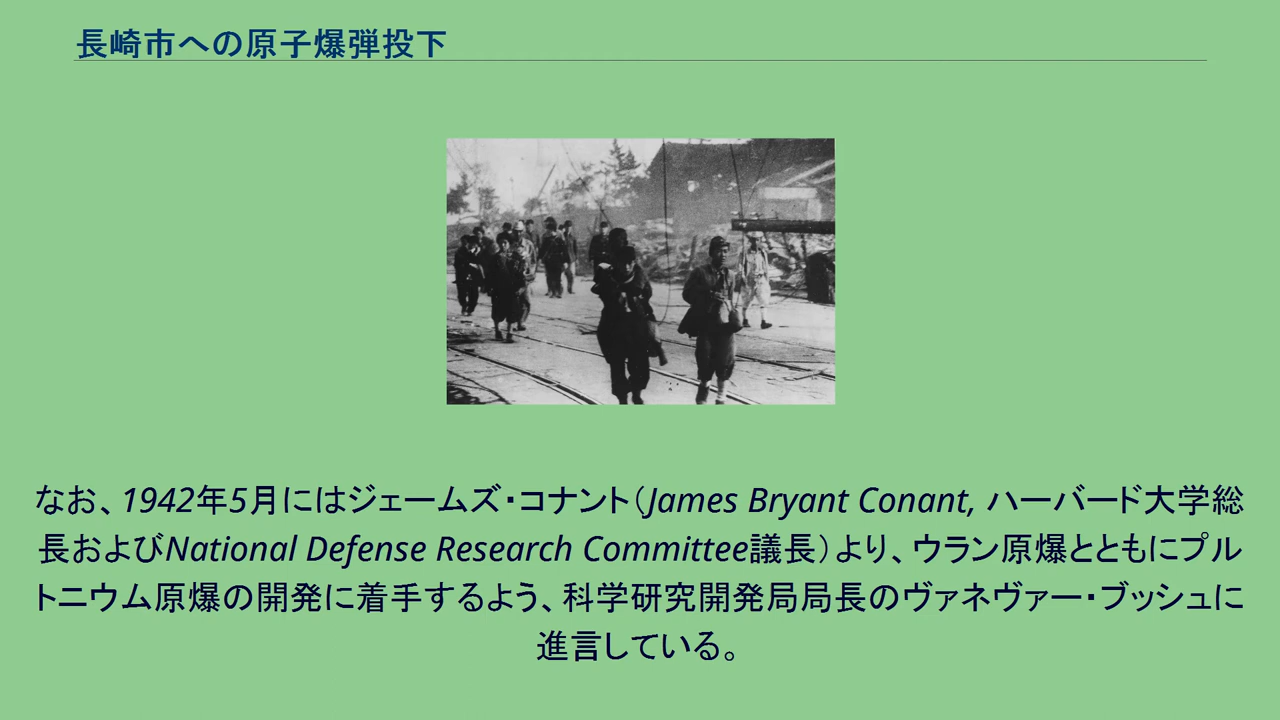 長崎市への原子爆弾投下
なお、1942年5月にはジェームズ・コナント（James Bryant Conant, ハーバード大学総
長およびNational Defense Research Committee議長）より、ウラン原爆とともにプル
トニウム原爆の開発に着手するよう、科学研究開発局局長のヴァネヴァー・ブッシュに
進言している。